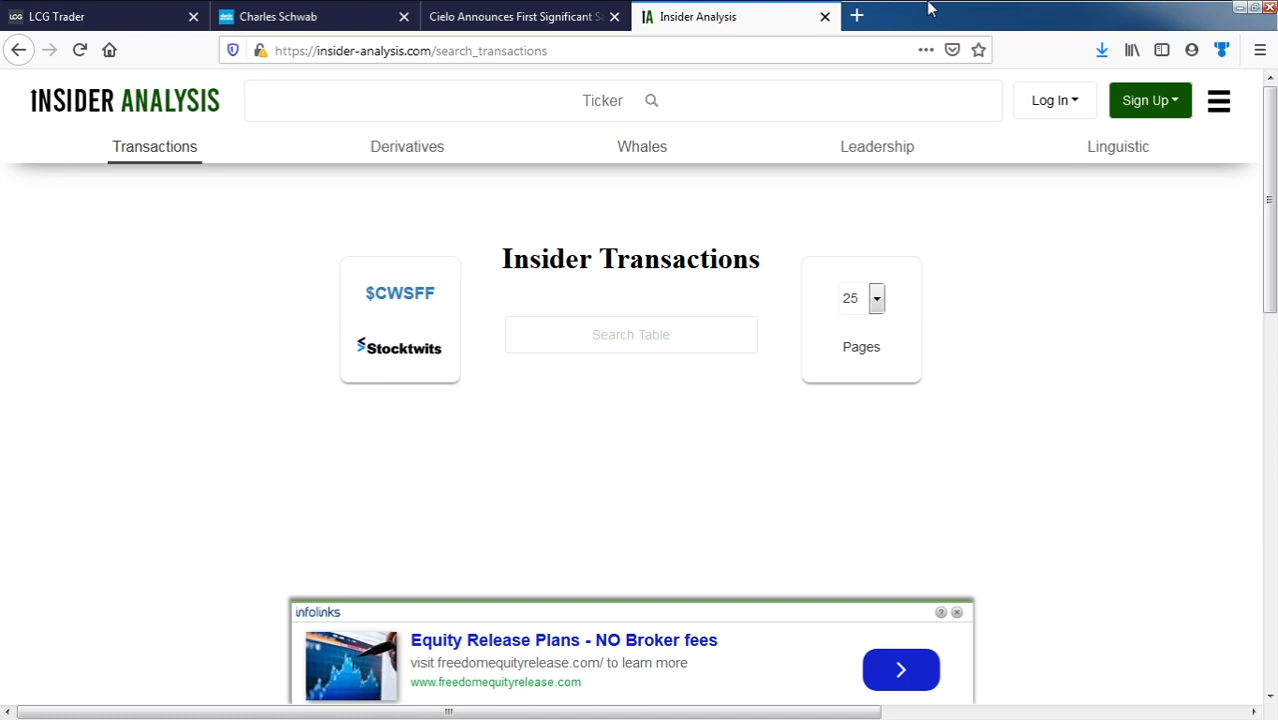 LCG LCG Trader
Charles Schwab
Cielo Announces First Significant Sa
Insider Analysis
https://insider-analysis.com/search_transactions
INSIDER ANALYSIS
Ticker
Log In
Sign Up
Transactions
Derivatives
Whales
Leadership
Linguistic
Insider Transactions
$CWSFF
Stocktwits
Search Table
25
Pages
infolinks
Equity Release Plans - NO Broker fees
visit freedomequityrelease.com/ to learn more
www.freedomequityrelease.com